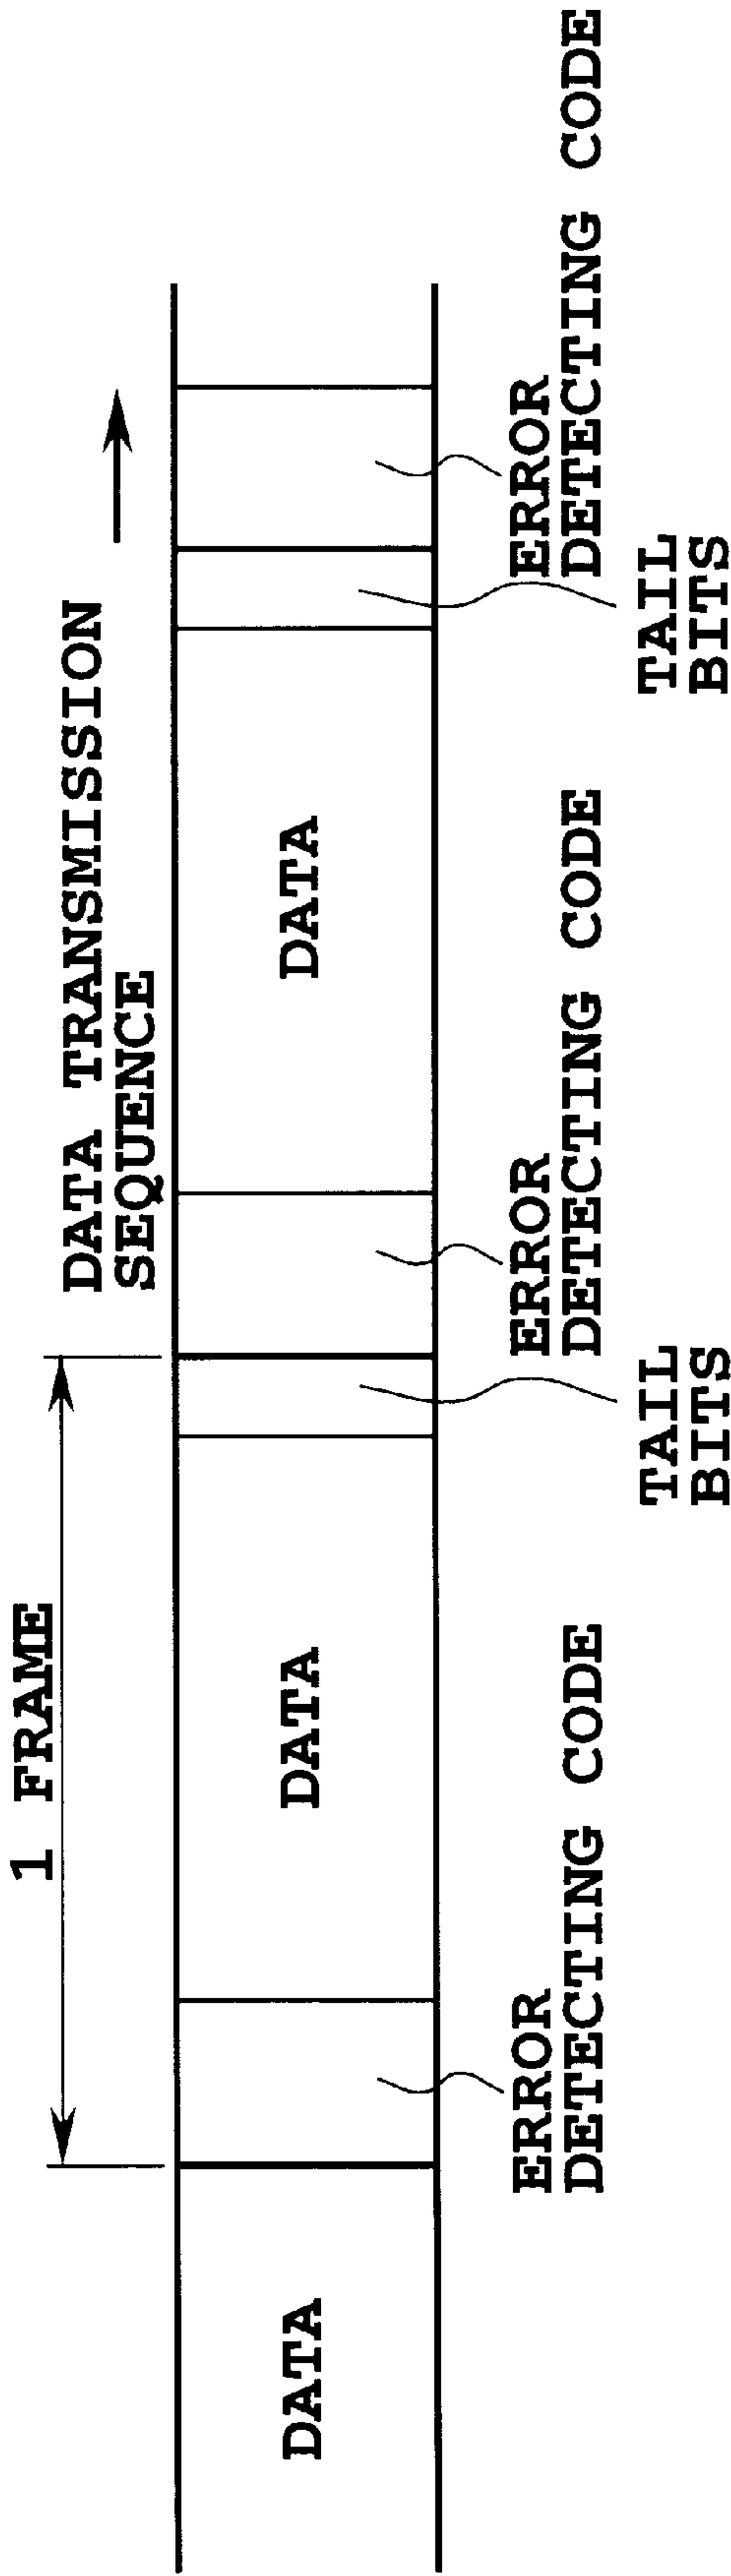 1 FRAME
DATA TRANSMISSION
SEQUENCE
DATA
DATA
DATA
ERROR
DETECTING CODE
ERROR
DETECTING CODE
ERROR
DETECTING CODE
TAIL
BITS
TAIL
BITS